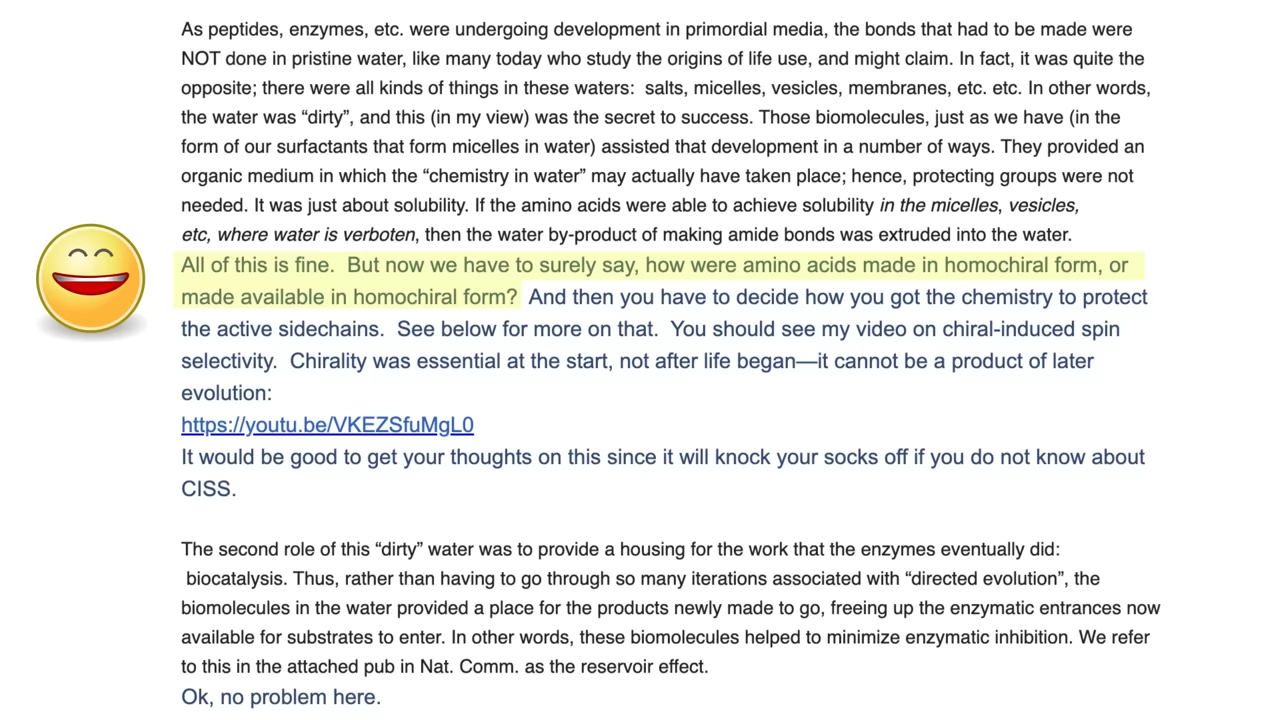 As peptides, enzymes, etc. were undergoing development in primordial media, the bonds that had to be made were
NOT done in pristine water, like many today who study the origins of life use, and might claim. In fact, it was quite the
opposite; there were all kinds of things in these waters:  salts, micelles, vesicles, membranes, etc. etc. In other words,
the water was “dirty”, and this (in my view) was the secret to success. Those biomolecules, just as we have (in the
form of our surfactants that form micelles in water) assisted that development in a number of ways. They provided an
organic medium in which the “chemistry in water” may actually have taken place; hence, protecting groups were not
needed. It was just about solubility. If the amino acids were able to achieve solubility in the micelles, vesicles,
etc, where water is verboten, then the water by-product of making amide bonds was extruded into the water.
All of this is fine.  But now we have to surely say, how were amino acids made in homochiral form, or
made available in homochiral form?  And then you have to decide how you got the chemistry to protect
the active sidechains.  See below for more on that.  You should see my video on chiral-induced spin
selectivity.  Chirality was essential at the start, not after life began—it cannot be a product of later
evolution:
https://youtu.be/VKEZSfuMgL0
It would be good to get your thoughts on this since it will knock your socks off if you do not know about
CISS.
The second role of this “dirty” water was to provide a housing for the work that the enzymes eventually did:
biocatalysis. Thus, rather than having to go through so many iterations associated with “directed evolution”, the
biomolecules in the water provided a place for the products newly made to go, freeing up the enzymatic entrances now
available for substrates to enter. In other words, these biomolecules helped to minimize enzymatic inhibition. We refer
to this in the attached pub in Nat. Comm. as the reservoir effect.
Ok, no problem here.